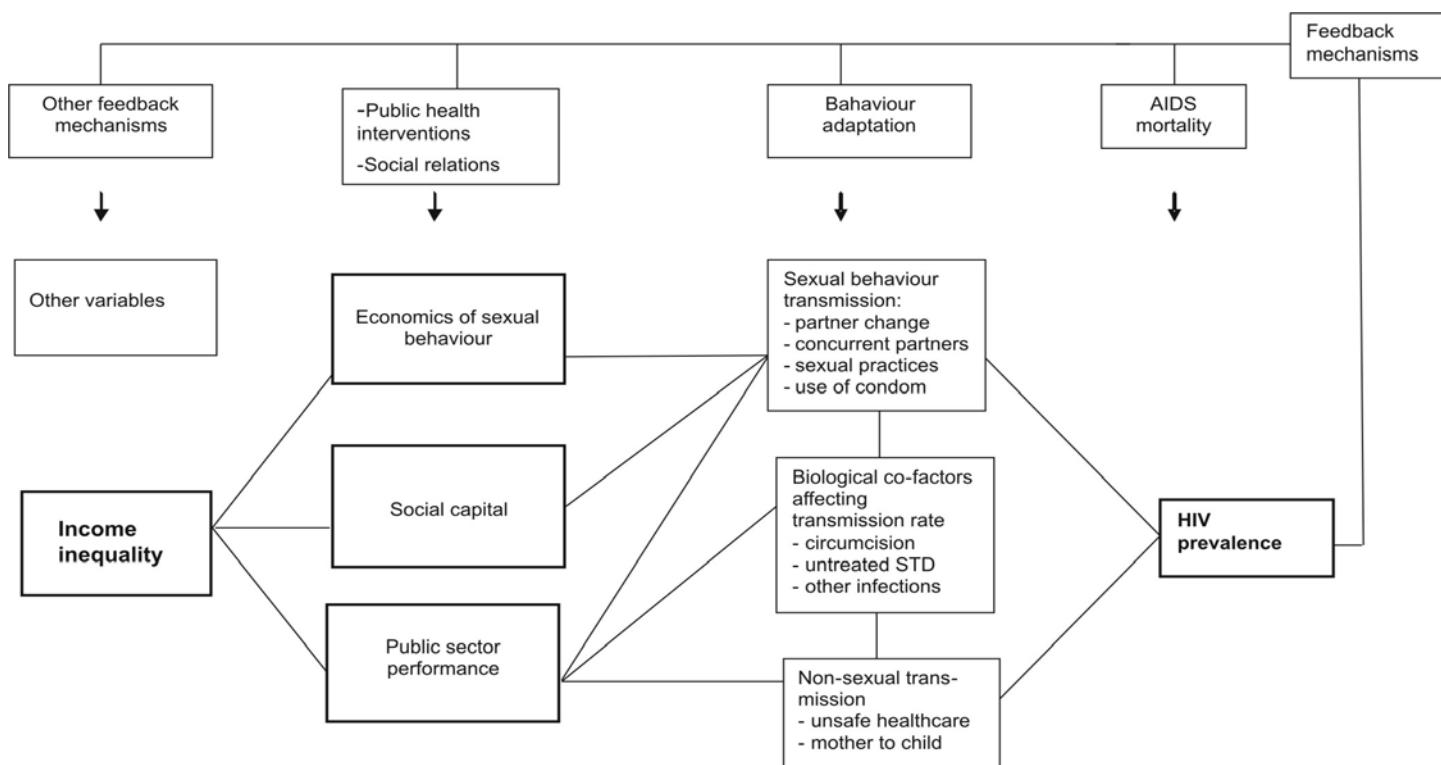 Feedback
mechanisms
Other feedback
mechanisms
-Public health
interventions
-Social relations
Bahaviour
adaptation
AIDS
mortality
Other variables
Economics of sexual
behaviour
Sexual behaviour
transmission:
- partner change
- concurrent partners
- sexual practices
- use of condom
Income
inequality
Social capital
Biological co-factors
affecting
transmission rate
- circumcision
- untreated STD
- other infections
HIV
prevalence
Public sector
performance
Non-sexual trans-
mission
- unsafe healthcare
- mother to child